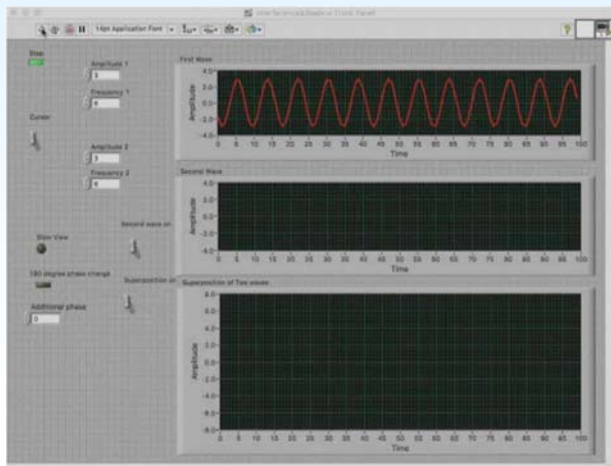 14pt Application Font
Stop
Amplitude 1
3
Frequency 1
6
Cursor
Amplitude 2
3
Frequency 2
6
Second wave on
Slow View
180 degree phase change
Superposition on
Additional phase
0
First Wave
4.0
2.0
0.0
-2.0
-4.0
Amplitude
0 5 10 15 20 25 30 35 40 45 50 55 60 65 70 75 80 85 90 95 100
Time
Second Wave
4.0
2.0
0.0
-2.0
-4.0
Amplitude
0 5 10 15 20 25 30 35 40 45 50 55 60 65 70 75 80 85 90 95 100
Time
Superposition of Two waves
8.0
6.0
4.0
2.0
0.0
-2.0
-4.0
-6.0
-8.0
Amplitude
0 5 10 15 20 25 30 35 40 45 50 55 60 65 70 75 80 85 90 95 100
Time